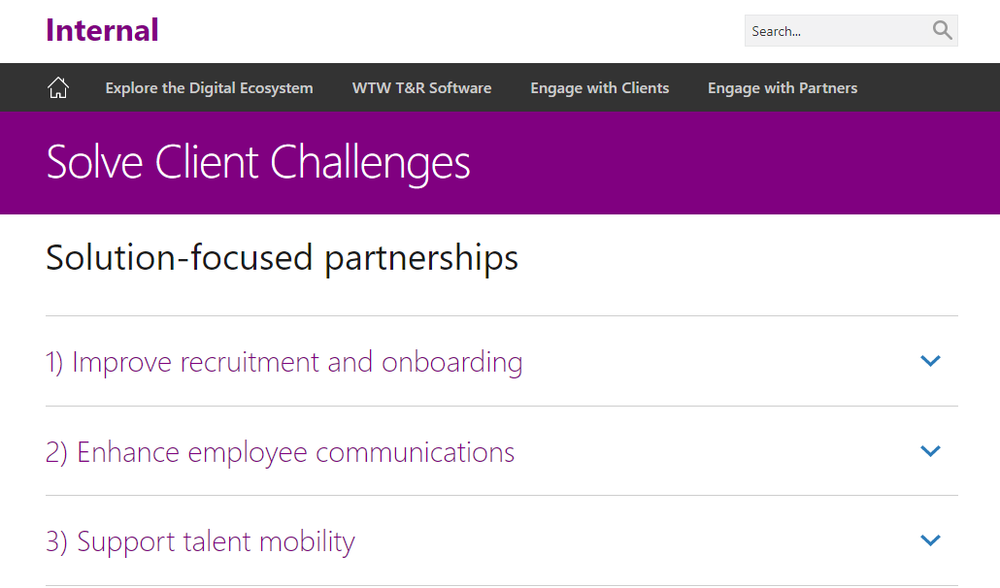 Internal
Search...
Explore the Digital Ecosystem WTW T&R Software Engage with Clients Engage with Partners
Solve Client Challenges
Solution-focused partnerships
1) Improve recruitment and onboarding
2) Enhance employee communications
3) Support talent mobility